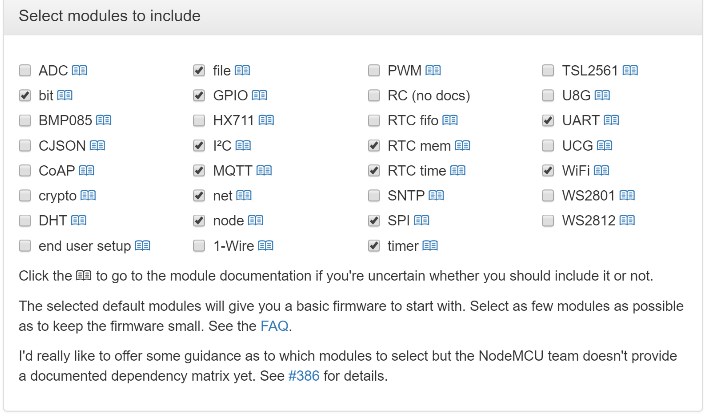 Select modules to include
ADC file PWM TSL2561
bit GPIO RC (no docs) U8G
BMP085 HX711 RTC fifo UART
CJSON I²C RTC mem UCG
CoAP MQTT RTC time WiFi
crypto net SNTP WS2801
DHT node SPI WS2812
end user setup 1-Wire timer
Click the to go to the module documentation if you're uncertain whether you should include it or not.
The selected default modules will give you a basic firmware to start with. Select as few modules as possible
as to keep the firmware small. See the FAQ.
I'd really like to offer some guidance as to which modules to select but the NodeMCU team doesn't provide
a documented dependency matrix yet. See #386 for details.